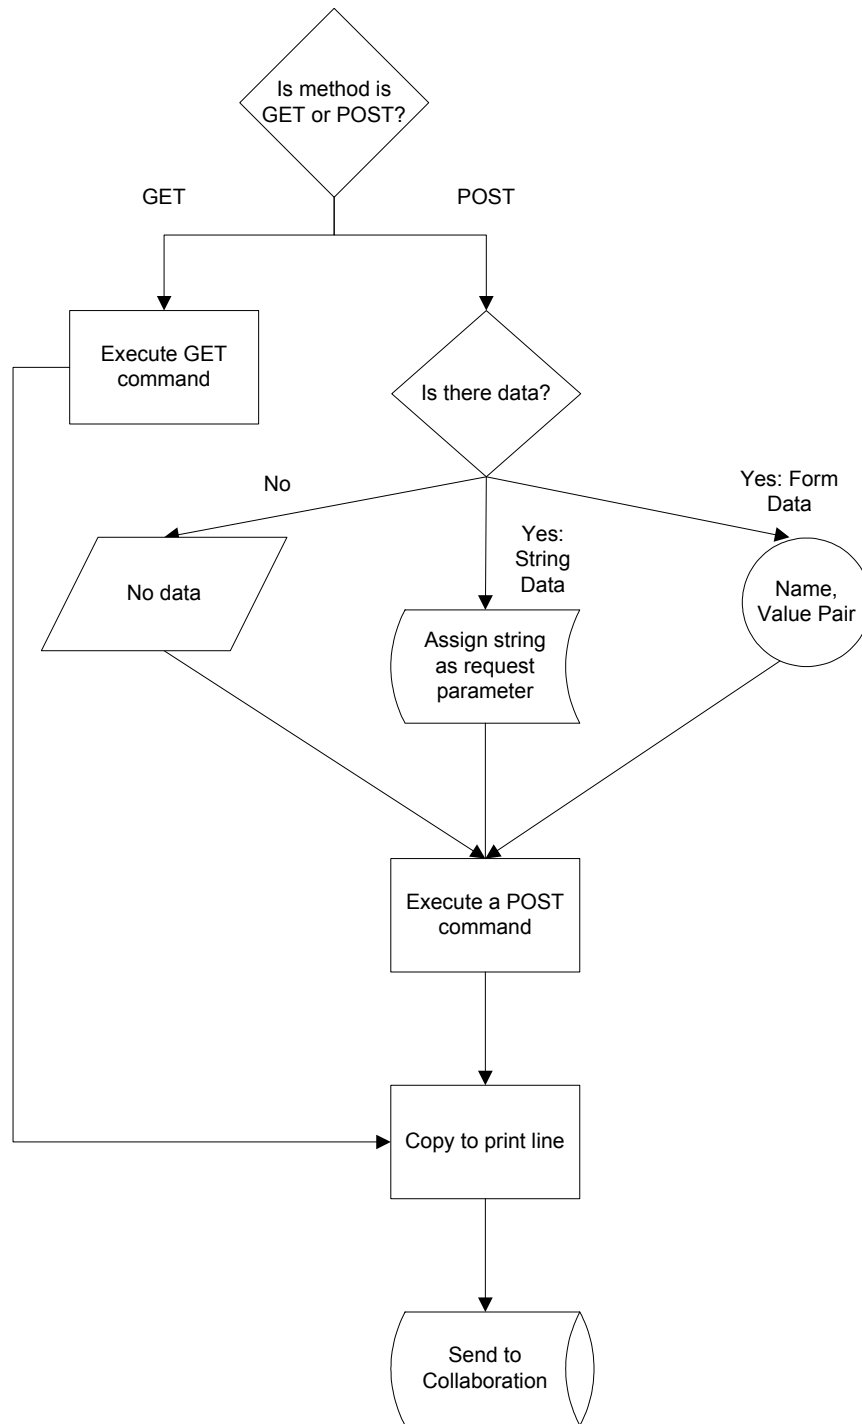 Is method is
GET or POST?
GET
POST
Execute GET
command
Is there data?
No
Yes: Form
Data
Yes:
String
Data
No data
Name,
Value Pair
Assign string
as request
parameter
Execute a POST
command
Copy to print line
Send to
Collaboration